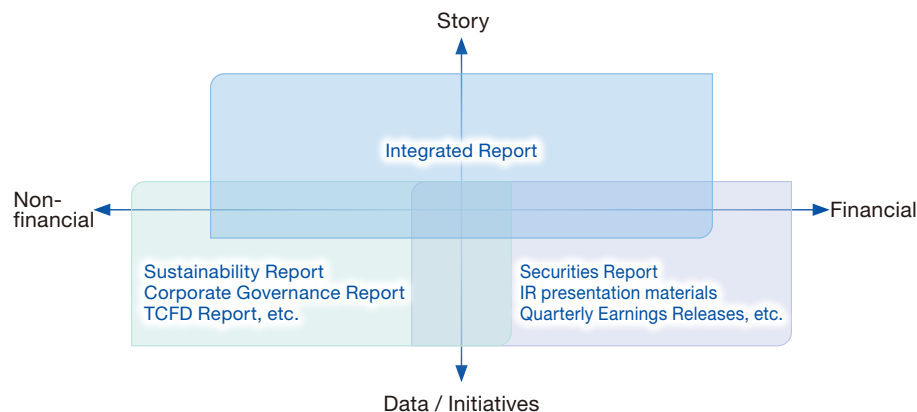 Story
Integrated Report
Non-
financial
Financial
Sustainability Report
Corporate Governance Report
TCFD Report, etc.
Securities Report
IR presentation materials
Quarterly Earnings Releases, etc.
Data / Initiatives